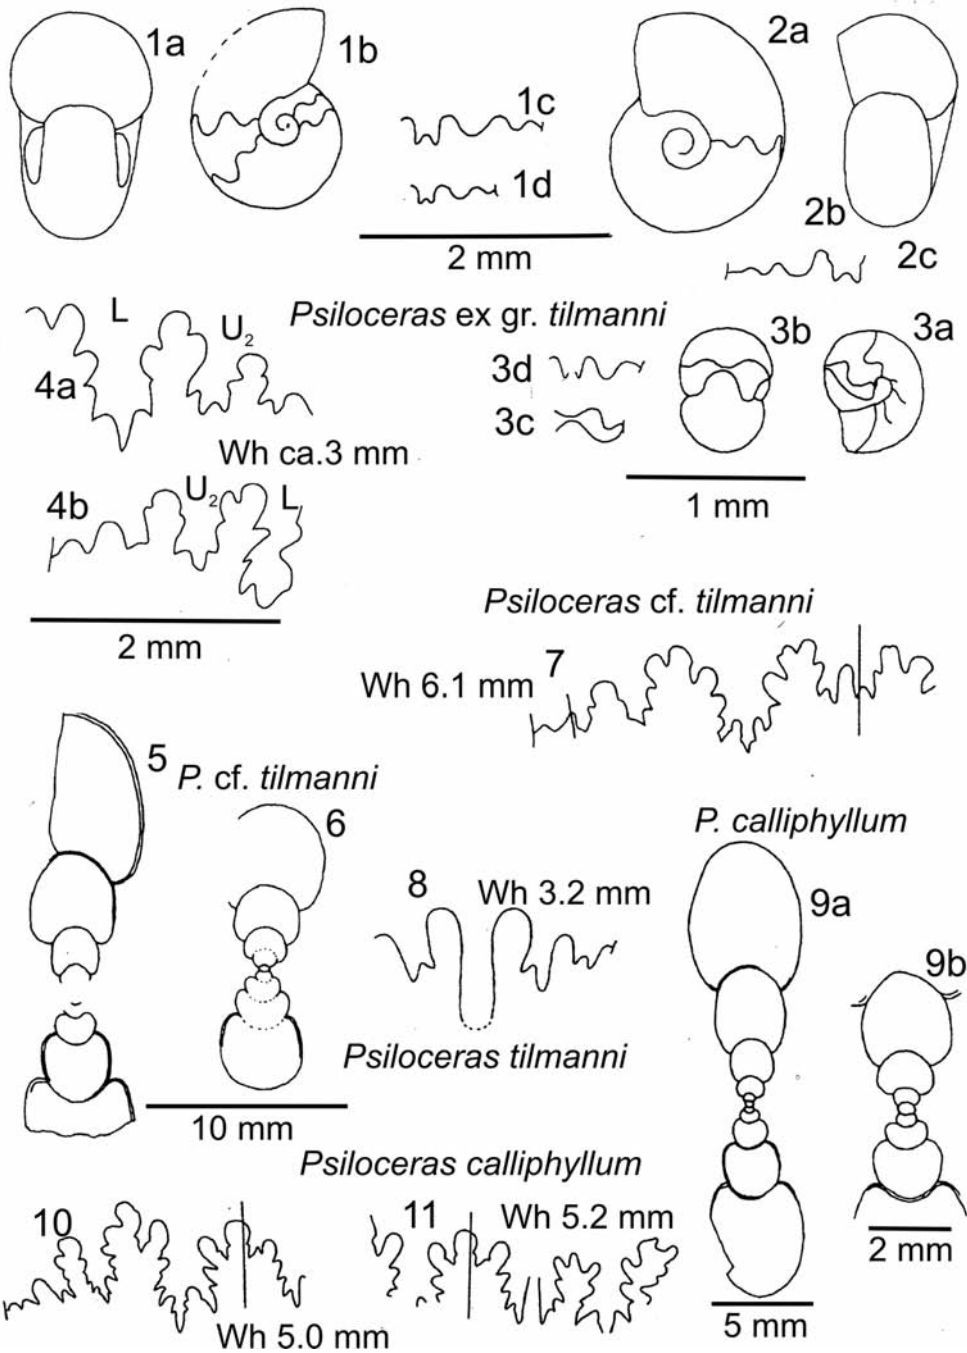 1a
1b
1c
1d
2 mm
2a
2b
2c
Psiloceras ex gr. tilmanni
L
U2
4a
Wh ca.3 mm
3d
3c
3b
3a
1 mm
4b
U2
L
2 mm
Psiloceras cf. tilmanni
Wh 6.1 mm
7
5
P. cf. tilmanni
6
10 mm
8
Wh 3.2 mm
Psiloceras tilmanni
P. calliphyllum
9a
9b
2 mm
5 mm
Psiloceras calliphyllum
10
Wh 5.0 mm
11
Wh 5.2 mm